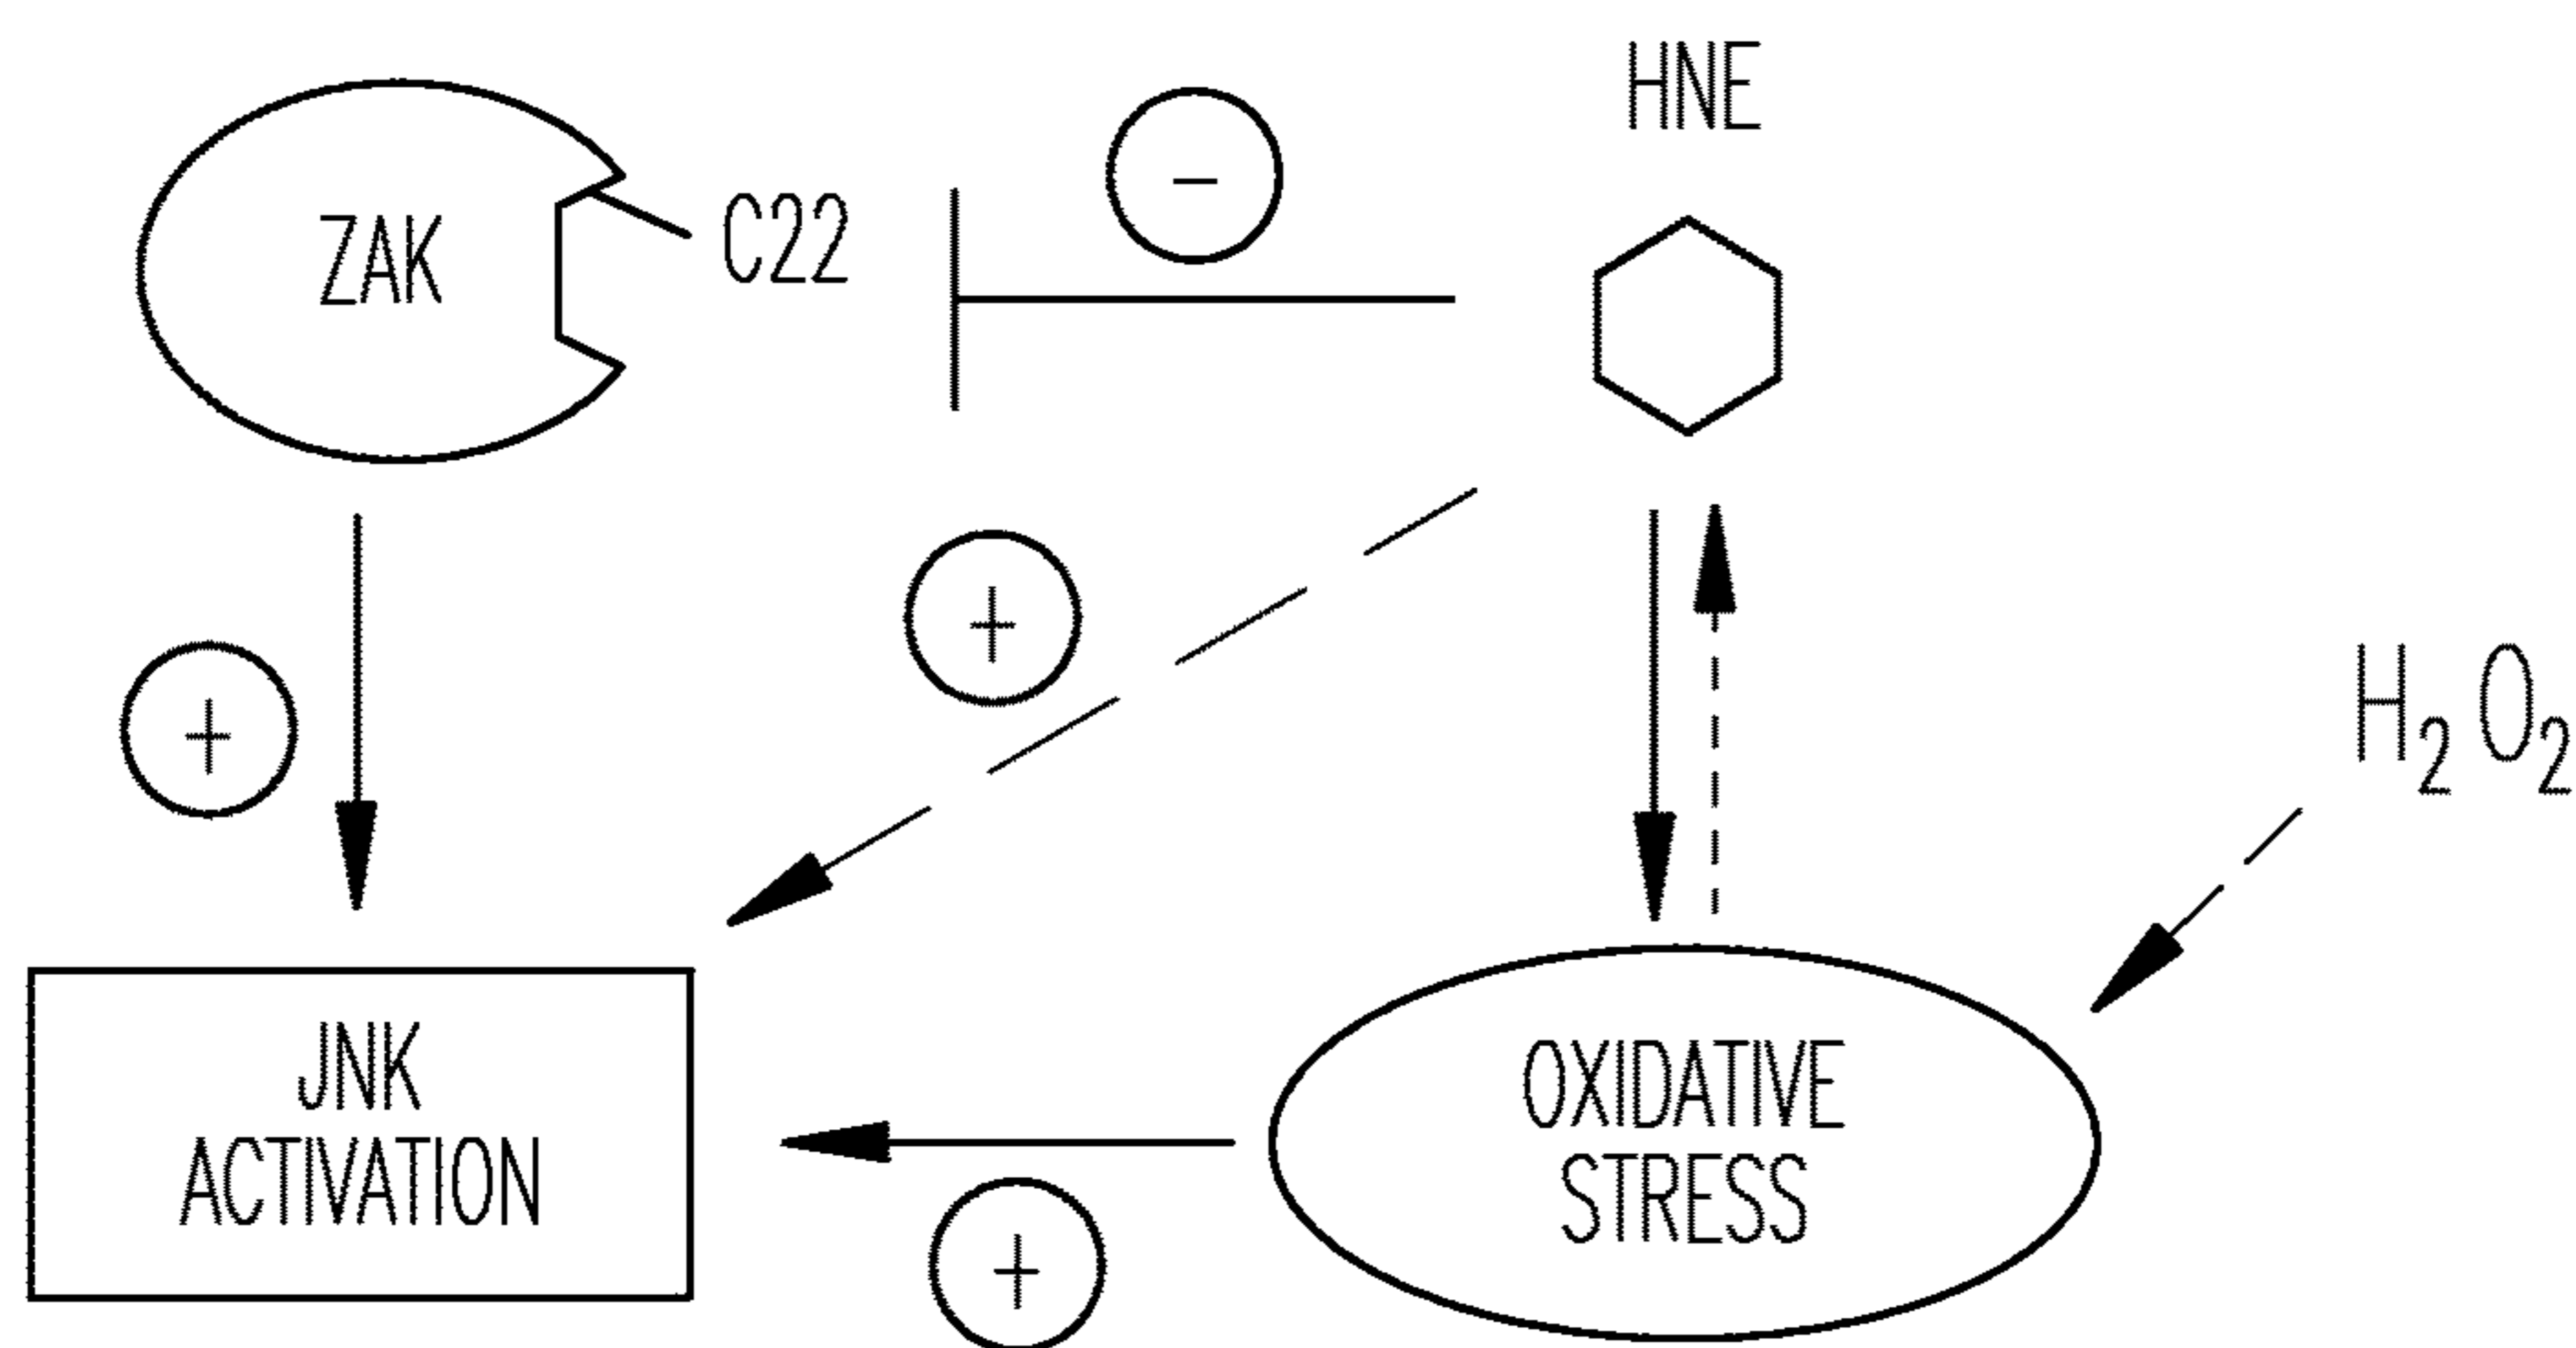 HNE
−
ZAK
C22
+
+
H₂O₂
JNK
ACTIVATION
OXIDATIVE
STRESS
+